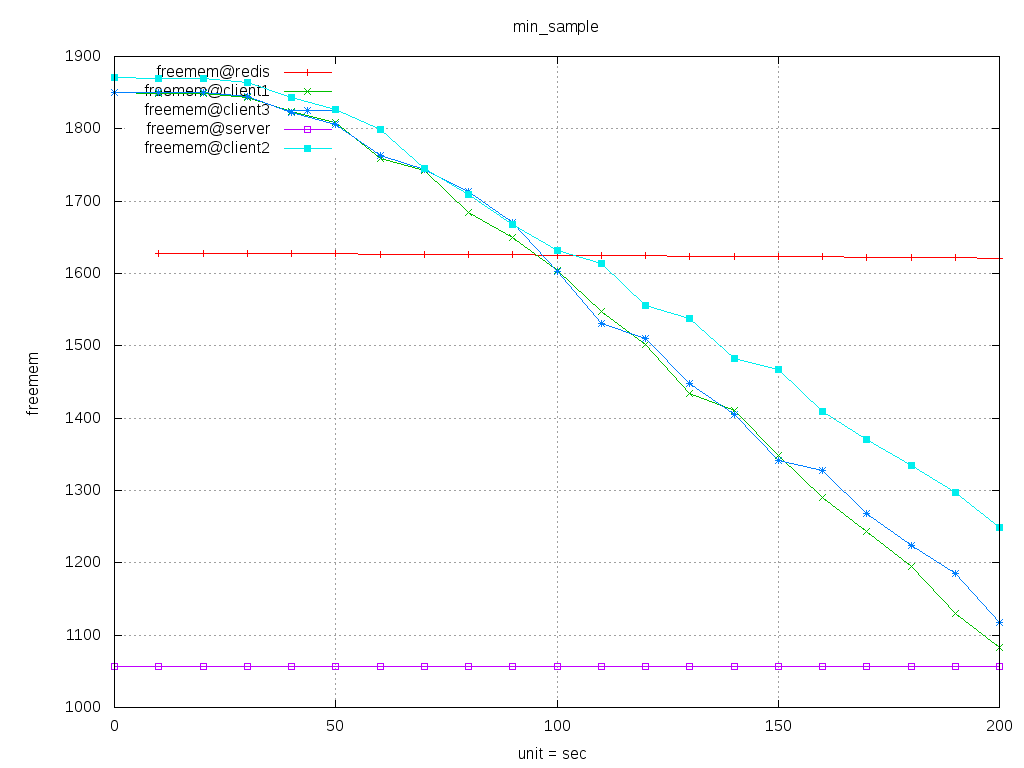 min_sample
freemem@redis
freemem@client1
freemem@client3
freemem@server
freemem@client2
1900
1800
1700
1600
1500
1400
1300
1200
1100
1000
freemem
0 50 100 150 200
unit = sec